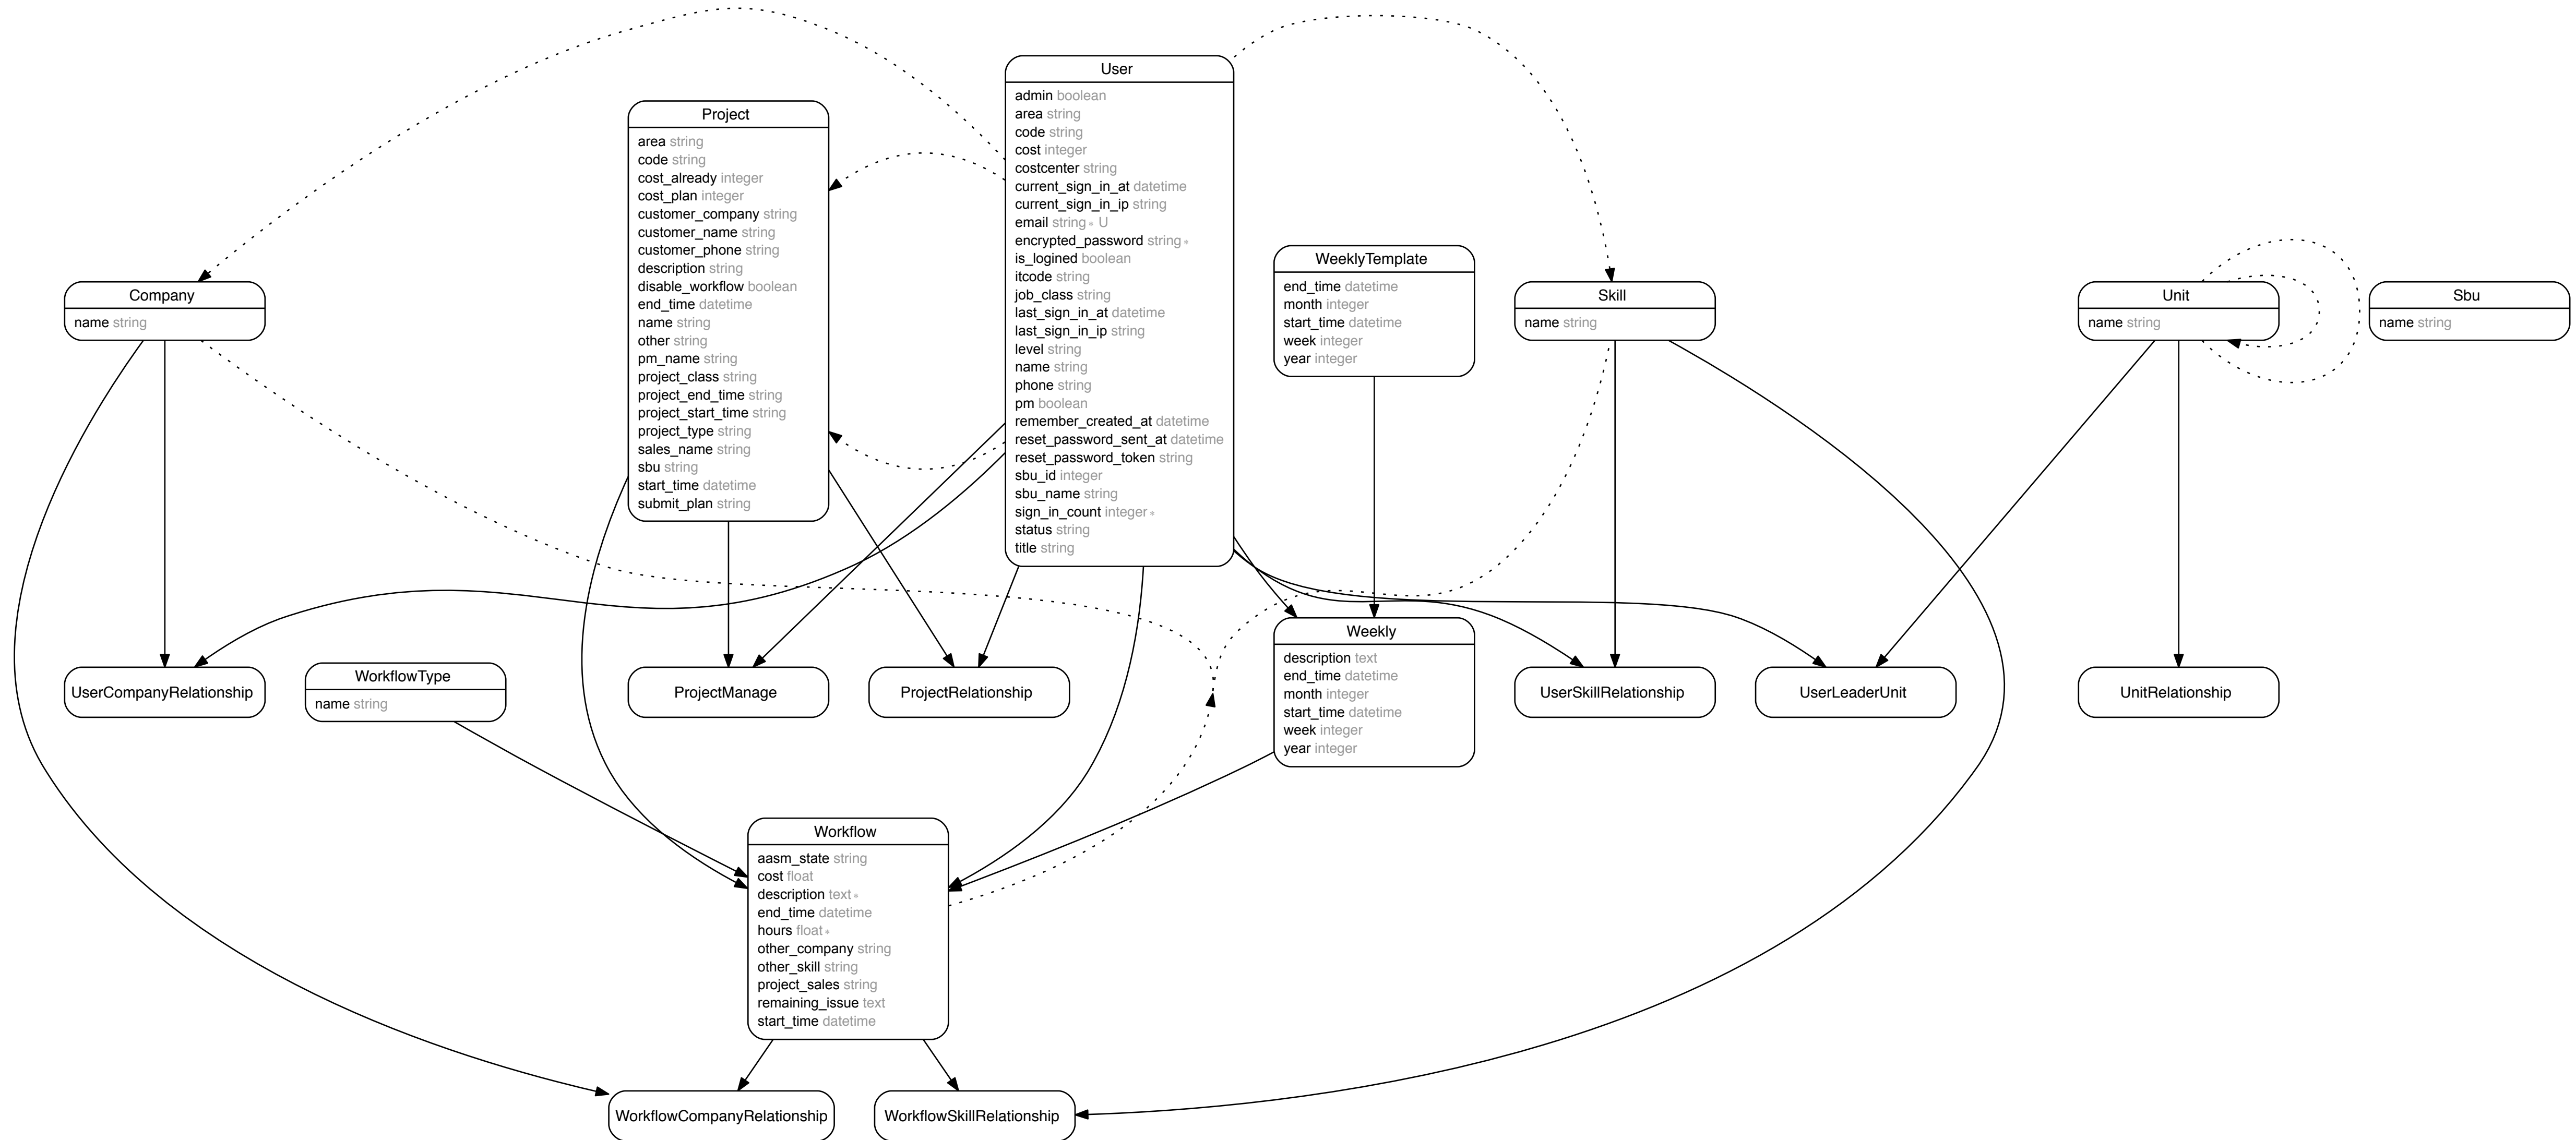 User
admin boolean
area string
code string
cost integer
costcenter string
current_sign_in_at datetime
current_sign_in_ip string
email string * U
encrypted_password string *
is_logined boolean
itcode string
job_class string
last_sign_in_at datetime
last_sign_in_ip string
level string
name string
phone string
pm boolean
remember_created_at datetime
reset_password_sent_at datetime
reset_password_token string
sbu_id integer
sbu_name string
sign_in_count integer *
status string
title string
Project
area string
code string
cost_already integer
cost_plan integer
customer_company string
customer_name string
customer_phone string
description string
disable_workflow boolean
end_time datetime
name string
other string
pm_name string
project_class string
project_end_time string
project_start_time string
project_type string
sales_name string
sbu string
start_time datetime
submit_plan string
WeeklyTemplate
end_time datetime
month integer
start_time datetime
week integer
year integer
Company
name string
Skill
name string
Unit
name string
Sbu
name string
Weekly
description text
end_time datetime
month integer
start_time datetime
week integer
year integer
UserCompanyRelationship
WorkflowType
name string
ProjectManage
ProjectRelationship
UserSkillRelationship
UserLeaderUnit
UnitRelationship
Workflow
aasm_state string
cost float
description text *
end_time datetime
hours float *
other_company string
other_skill string
project_sales string
remaining_issue text
start_time datetime
WorkflowCompanyRelationship
WorkflowSkillRelationship